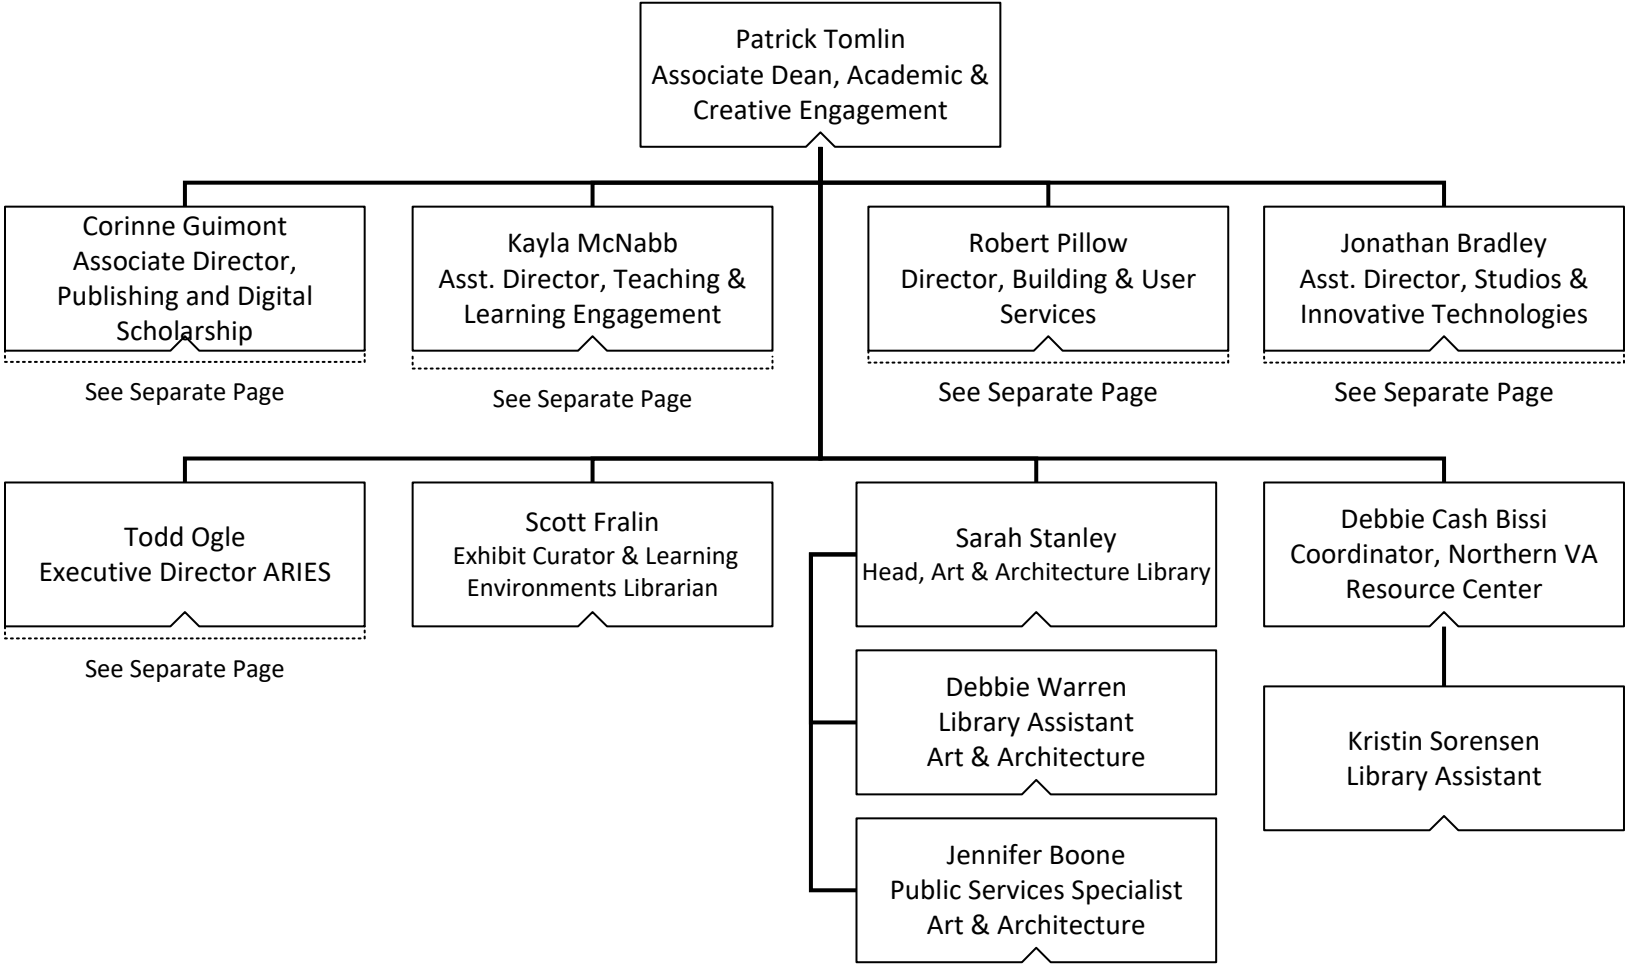 Patrick Tomlin
Associate Dean, Academic &
Creative Engagement
Corinne Guimont
Associate Director,
Publishing and Digital
Scholarship
See Separate Page
Kayla McNabb
Asst. Director, Teaching &
Learning Engagement
See Separate Page
Robert Pillow
Director, Building & User
Services
See Separate Page
Jonathan Bradley
Asst. Director, Studios &
Innovative Technologies
See Separate Page
Todd Ogle
Executive Director ARIES
See Separate Page
Scott Fralin
Exhibit Curator & Learning
Environments Librarian
Sarah Stanley
Head, Art & Architecture Library
Debbie Warren
Library Assistant
Art & Architecture
Jennifer Boone
Public Services Specialist
Art & Architecture
Debbie Cash Bissi
Coordinator, Northern VA
Resource Center
Kristin Sorensen
Library Assistant